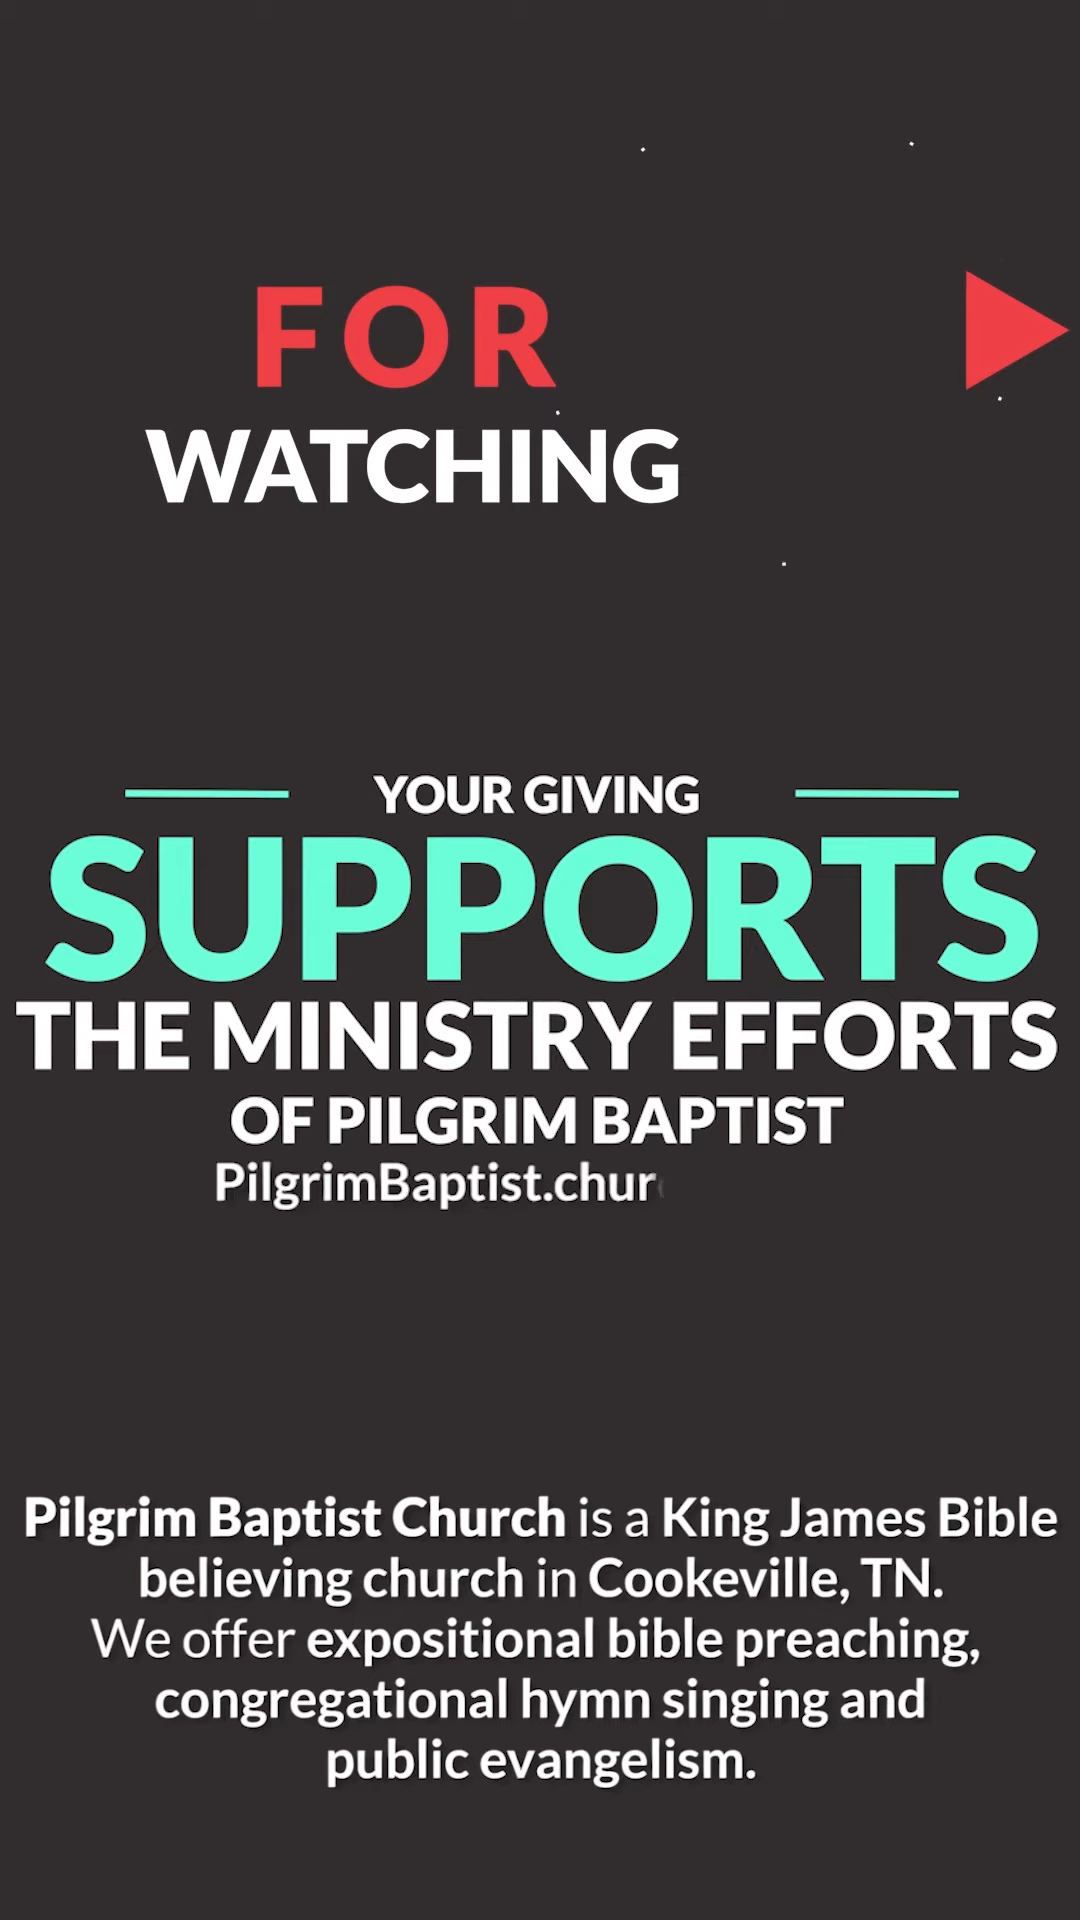 FOR
WATCHING
YOUR GIVING
SUPPORTS
THE MINISTRY EFFORTS
OF PILGRIM BAPTIST
PilgrimBaptist.chur
Pilgrim Baptist Church is a King James Bible
believing church in Cookeville, TN.
We offer expositional bible preaching,
congregational hymn singing and
public evangelism.